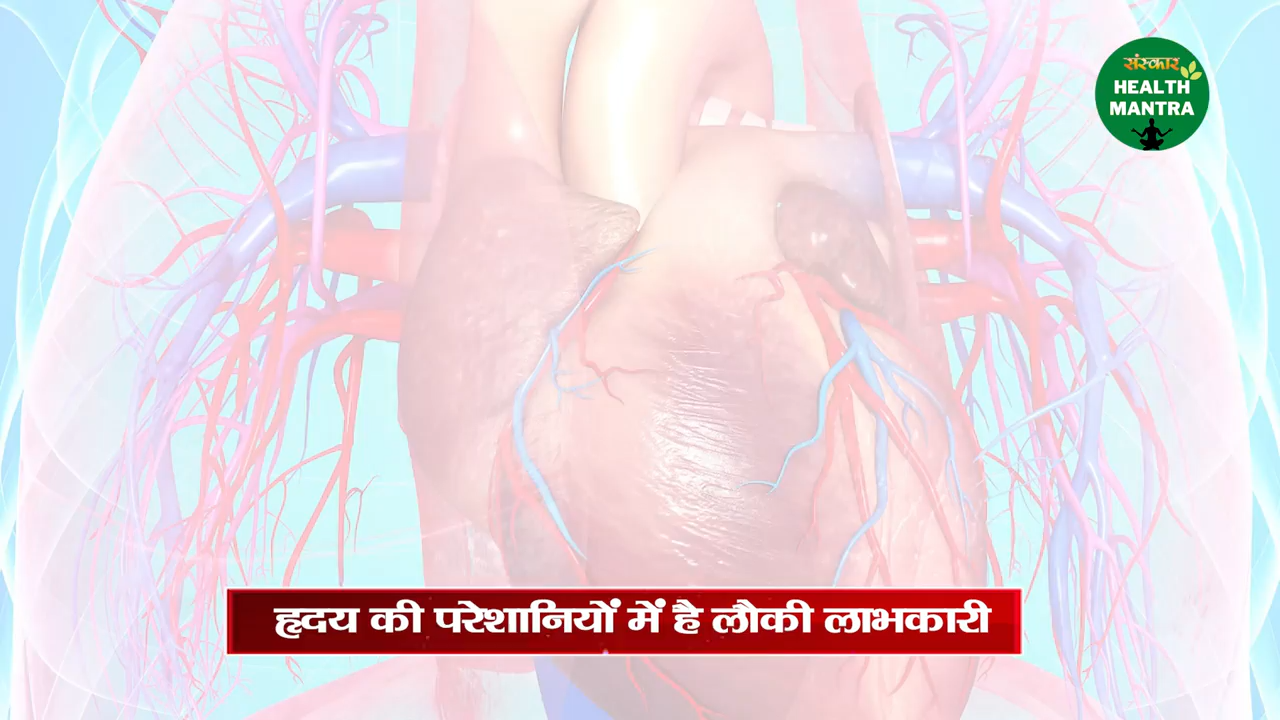 संस्कार
HEALTH
MANTRA
हृदय की परेशानियों में है लौकी लाभकारी